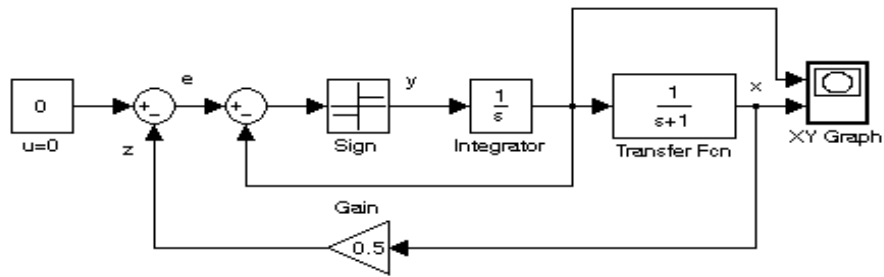 e
y
x
+
-
+
-
0
1
s
1
s+1
u=0
z
Sign
Integrator
Transfer Fcn
XY Graph
Gain
0.5